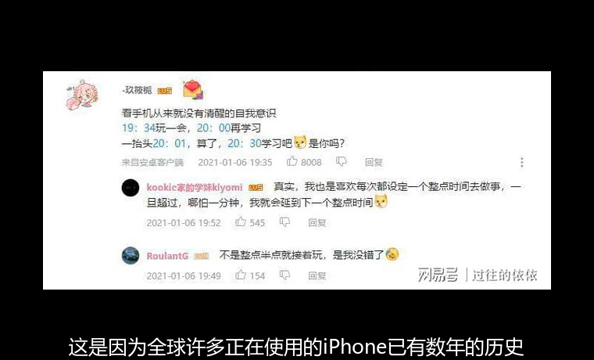 -玖筱栀
看手机从来就没有清醒的自我意识
19：34玩一会，20：00再学习
一抬头20：01，算了，20：30学习吧是你吗？
来自安卓客户端 2021-01-06 19:35 8008 回复
kookic家的学妹kiyomi 真实，我也是喜欢每次都设定一个整点时间去做事，一
旦超过，哪怕一分钟，我就会延到下一个整点时间
2021-01-06 19:52 545 回复
RoulantG 不是整点半点就接着玩，是我没错了
2021-01-06 19:49 154 回复
网易号 | 过往的依依
这是因为全球许多正在使用的iPhone已有数年的历史